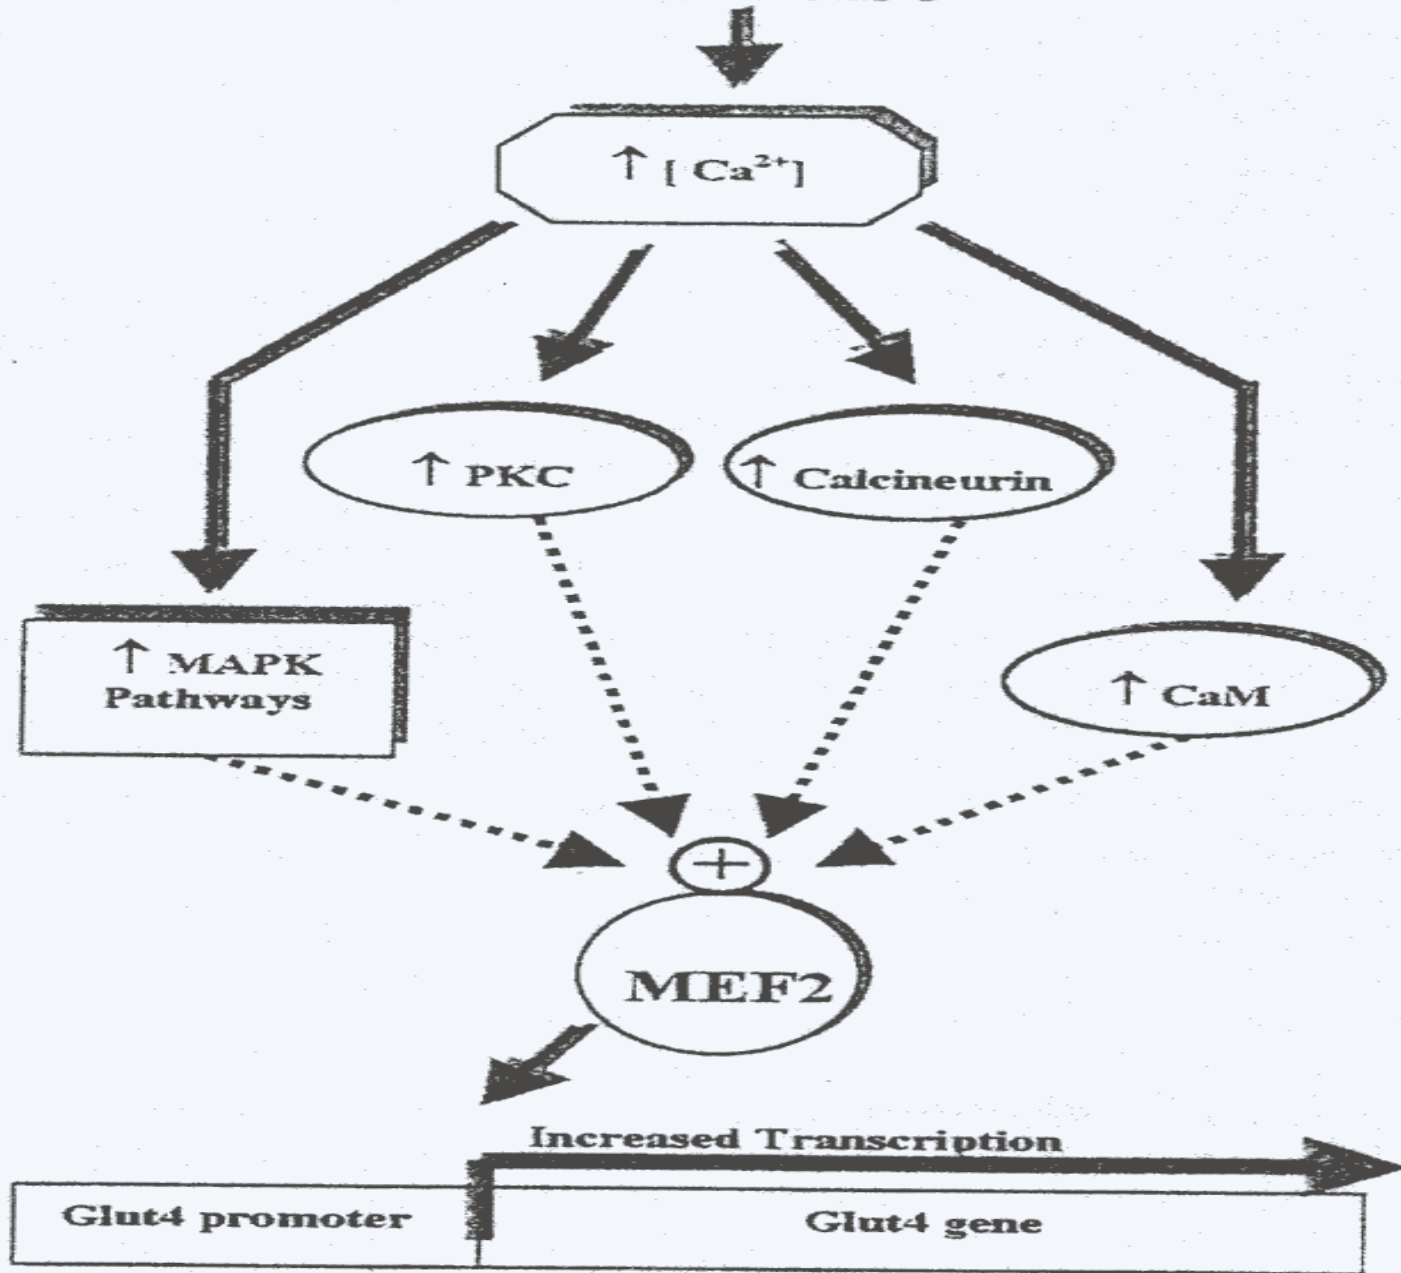 ↑ [ Ca²⁺]
↑ PKC
↑ Calcineurin
↑ MAPK
Pathways
↑ CaM
+
MEF2
Increased Transcription
Glut4 promoter
Glut4 gene